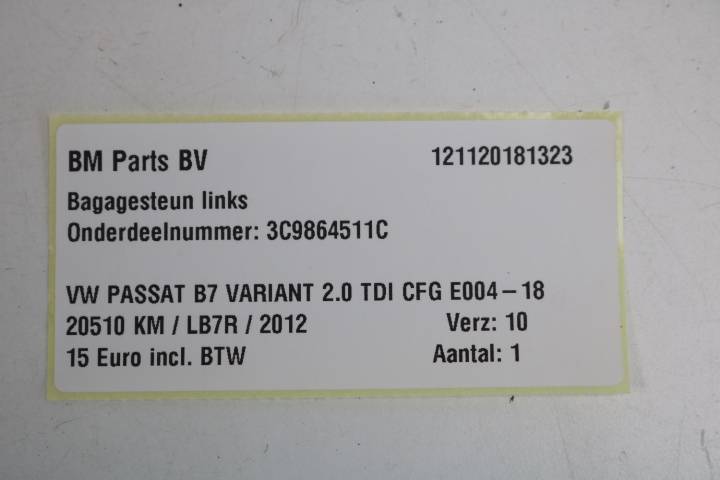 BM Parts BV 121120181323
Bagagesteun links
Onderdeelnummer: 3C9864511C
VW PASSAT B7 VARIANT 2.0 TDI CFG E004-18
20510 KM / LB7R / 2012 Verz: 10
15 Euro incl. BTW Aantal: 1